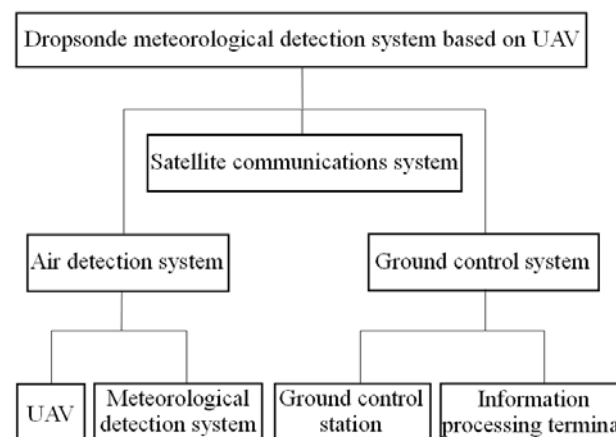 Dropsonde meteorological detection system based on UAV
Satellite communications system
Air detection system
Ground control system
UAV
Meteorological
detection system
Ground control
station
Information
processing termina